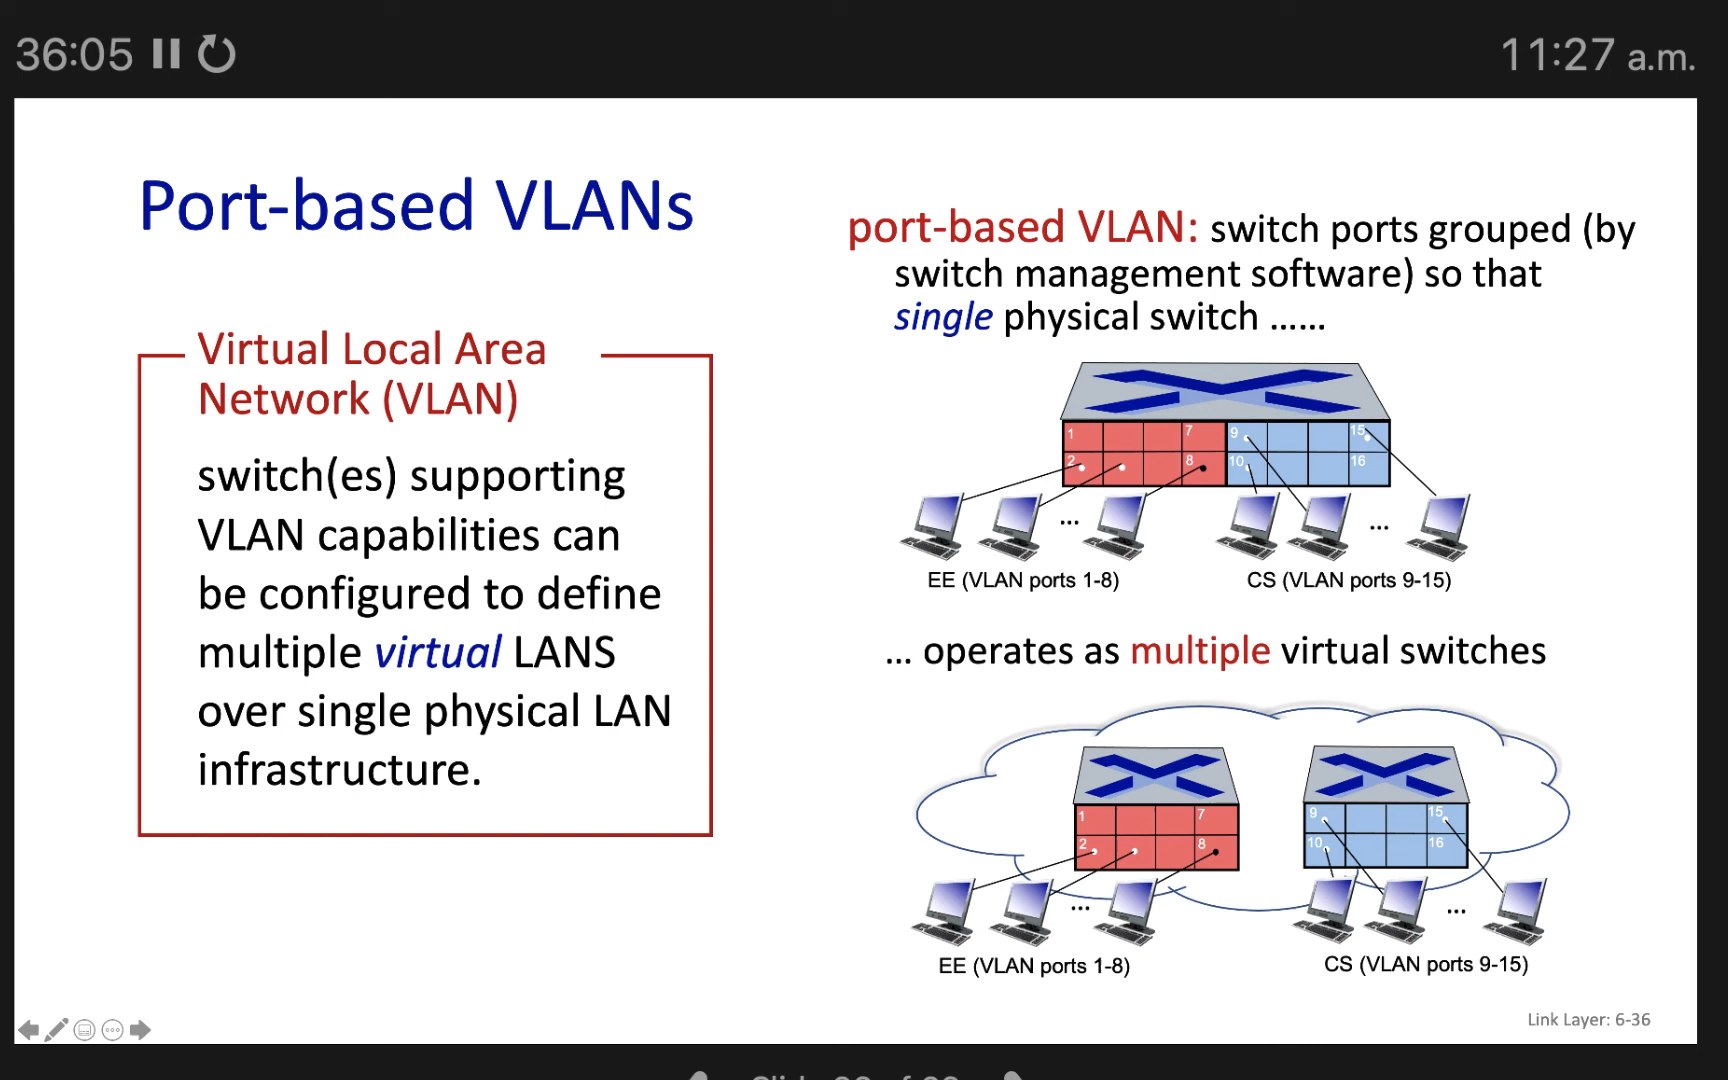 36:05
11:27 a.m.
Port-based VLANs
Virtual Local Area
Network (VLAN)
switch(es) supporting
VLAN capabilities can
be configured to define
multiple virtual LANS
over single physical LAN
infrastructure.
port-based VLAN: switch ports grouped (by
switch management software) so that
single physical switch ......
1 7 9 15
2 8 10 16
... ...
EE (VLAN ports 1-8) CS (VLAN ports 9-15)
... operates as multiple virtual switches
1 7 9 15
2 8 10 16
... ...
EE (VLAN ports 1-8) CS (VLAN ports 9-15)
Link Layer: 6-36